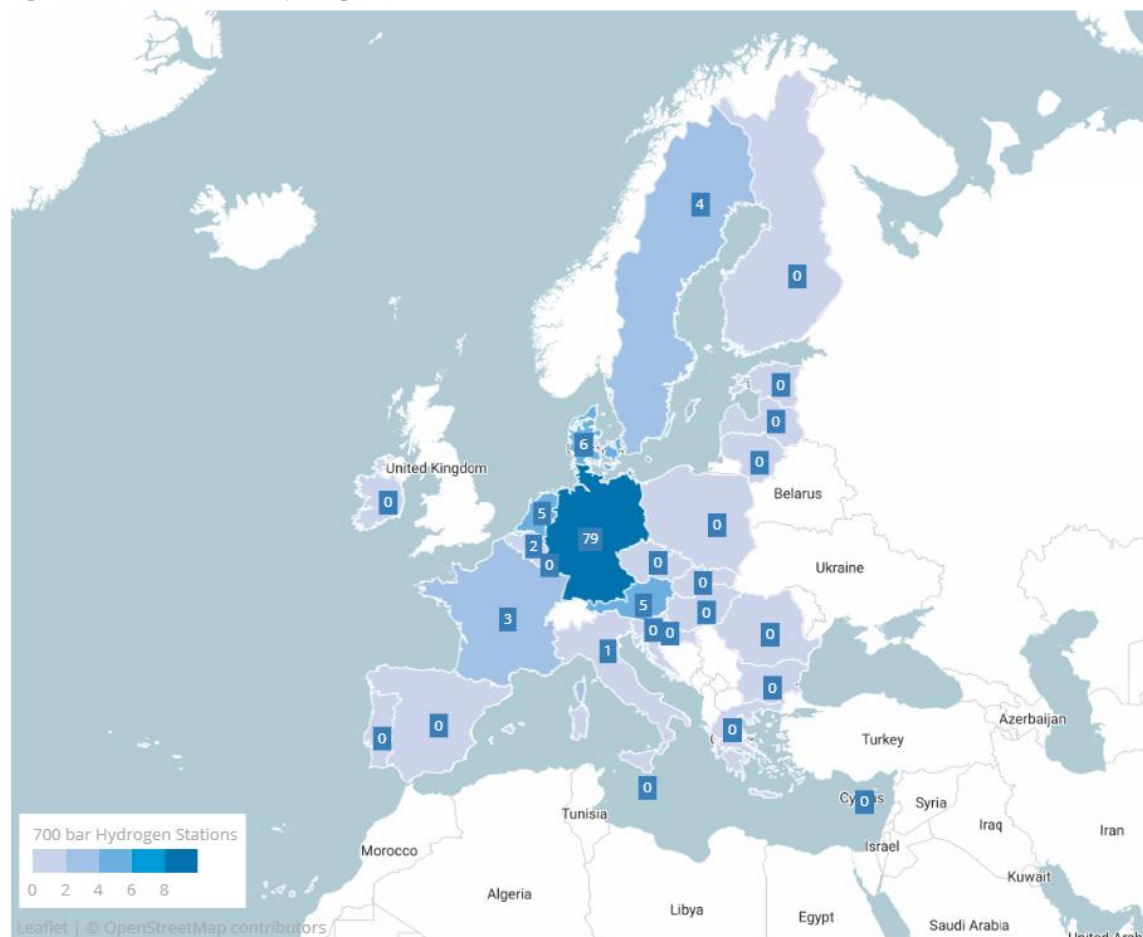 4
0
0
0
6
United Kingdom
0
0
Belarus
5
0
79
2
0
0
0
Ukraine
5
0
3
0
0
0
1
0
0
0
0
Azerbaijan
Turkey
0
Cyprus
0
Syria
Tunisia
Iraq
Iran
700 bar Hydrogen Stations
Israel
Morocco
Kuwait
0 2 4 6 8
Algeria
Libya
Egypt
Saudi Arabia
Leaflet | © OpenStreetMap contributors